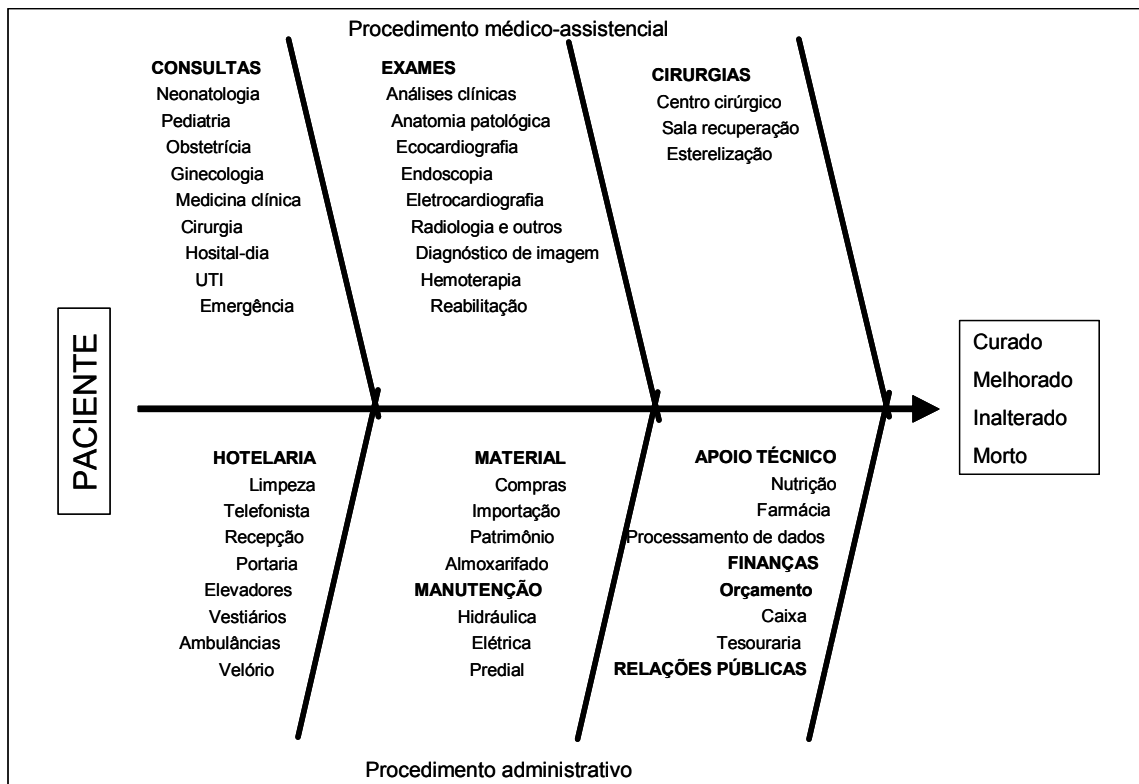 Procedimento médico-assistencial
CONSULTAS
Neonatologia
Pediatria
Obstetrícia
Ginecologia
Medicina clínica
Cirurgia
Hosital-dia
UTI
Emergência
EXAMES
Análises clínicas
Anatomia patológica
Ecocardiografia
Endoscopia
Eletrocardiografia
Radiologia e outros
Diagnóstico de imagem
Hemoterapia
Reabilitação
CIRURGIAS
Centro cirúrgico
Sala recuperação
Esterelização
PACIENTE
Curado
Melhorado
Inalterado
Morto
HOTELARIA
Limpeza
Telefonista
Recepção
Portaria
Elevadores
Vestiários
Ambulâncias
Velório
MATERIAL
Compras
Importação
Patrimônio
Almoxarifado
MANUTENÇÃO
Hidráulica
Elétrica
Predial
APOIO TÉCNICO
Nutrição
Farmácia
Processamento de dados
FINANÇAS
Orçamento
Caixa
Tesouraria
RELAÇÕES PÚBLICAS
Procedimento administrativo